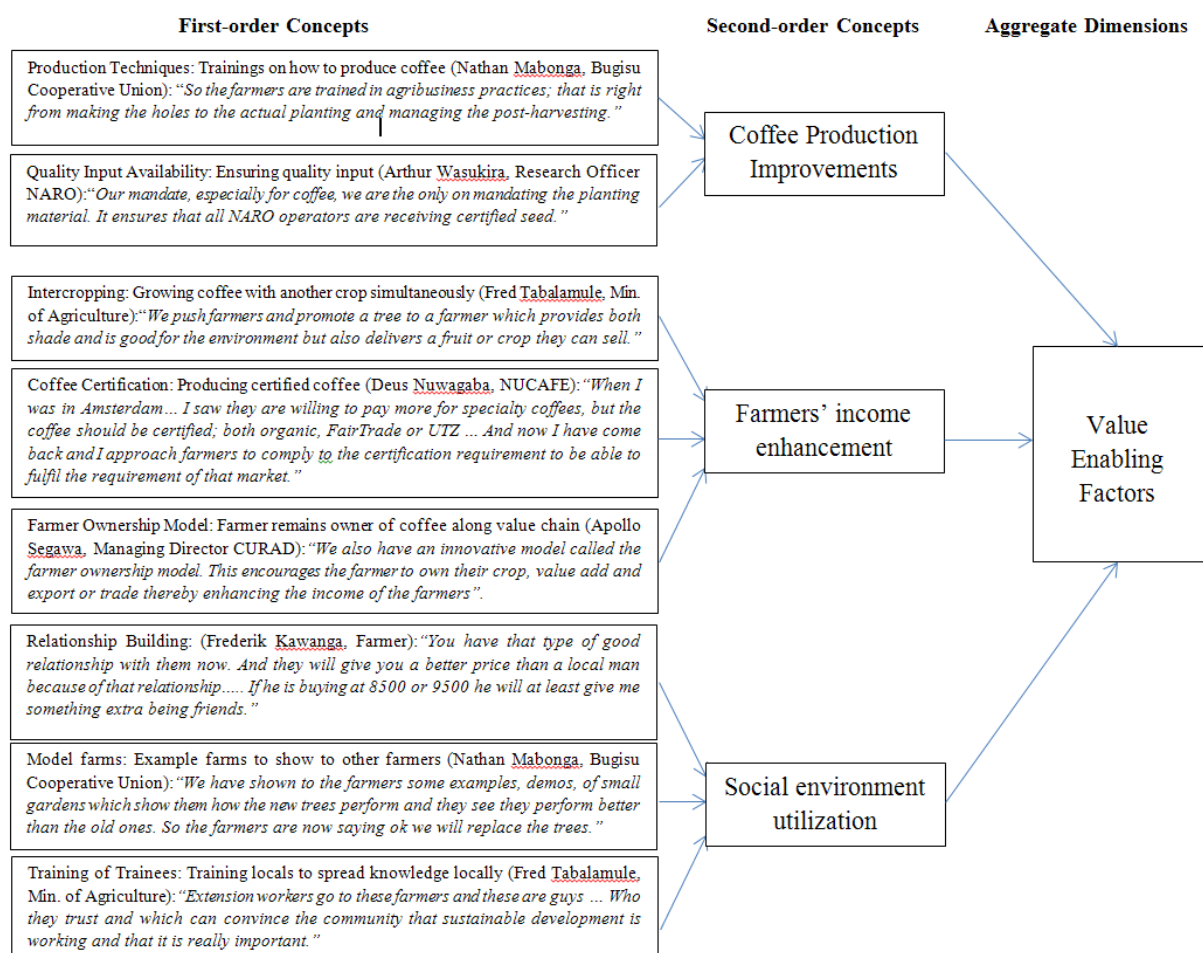 First-order Concepts
Second-order Concepts
Aggregate Dimensions
Production Techniques: Trainings on how to produce coffee (Nathan Mabonga, Bugisu
Cooperative Union): “So the farmers are trained in agribusiness practices; that is right
from making the holes to the actual planting and managing the post-harvesting.”
Quality Input Availability: Ensuring quality input (Arthur Wasukira, Research Officer
NARO):“Our mandate, especially for coffee, we are the only on mandating the planting
material. It ensures that all NARO operators are receiving certified seed.”
Coffee Production
Improvements
Intercropping: Growing coffee with another crop simultaneously (Fred Tabalamule, Min.
of Agriculture):“We push farmers and promote a tree to a farmer which provides both
shade and is good for the environment but also delivers a fruit or crop they can sell.”
Coffee Certification: Producing certified coffee (Deus Nuwagaba, NUCAFE):“When I
was in Amsterdam… I saw they are willing to pay more for specialty coffees, but the
coffee should be certified; both organic, FairTrade or UTZ … And now I have come
back and I approach farmers to comply to the certification requirement to be able to
fulfil the requirement of that market.”
Farmer Ownership Model: Farmer remains owner of coffee along value chain (Apollo
Segawa, Managing Director CURAD):“We also have an innovative model called the
farmer ownership model. This encourages the farmer to own their crop, value add and
export or trade thereby enhancing the income of the farmers”.
Farmers’ income
enhancement
Relationship Building: (Frederik Kawanga, Farmer):“You have that type of good
relationship with them now. And they will give you a better price than a local man
because of that relationship….. If he is buying at 8500 or 9500 he will at least give me
something extra being friends.”
Model farms: Example farms to show to other farmers (Nathan Mabonga, Bugisu
Cooperative Union):“We have shown to the farmers some examples, demos, of small
gardens which show them how the new trees perform and they see they perform better
than the old ones. So the farmers are now saying ok we will replace the trees.”
Training of Trainees: Training locals to spread knowledge locally (Fred Tabalamule,
Min. of Agriculture):“Extension workers go to these farmers and these are guys … Who
they trust and which can convince the community that sustainable development is
working and that it is really important.”
Social environment
utilization
Value
Enabling
Factors